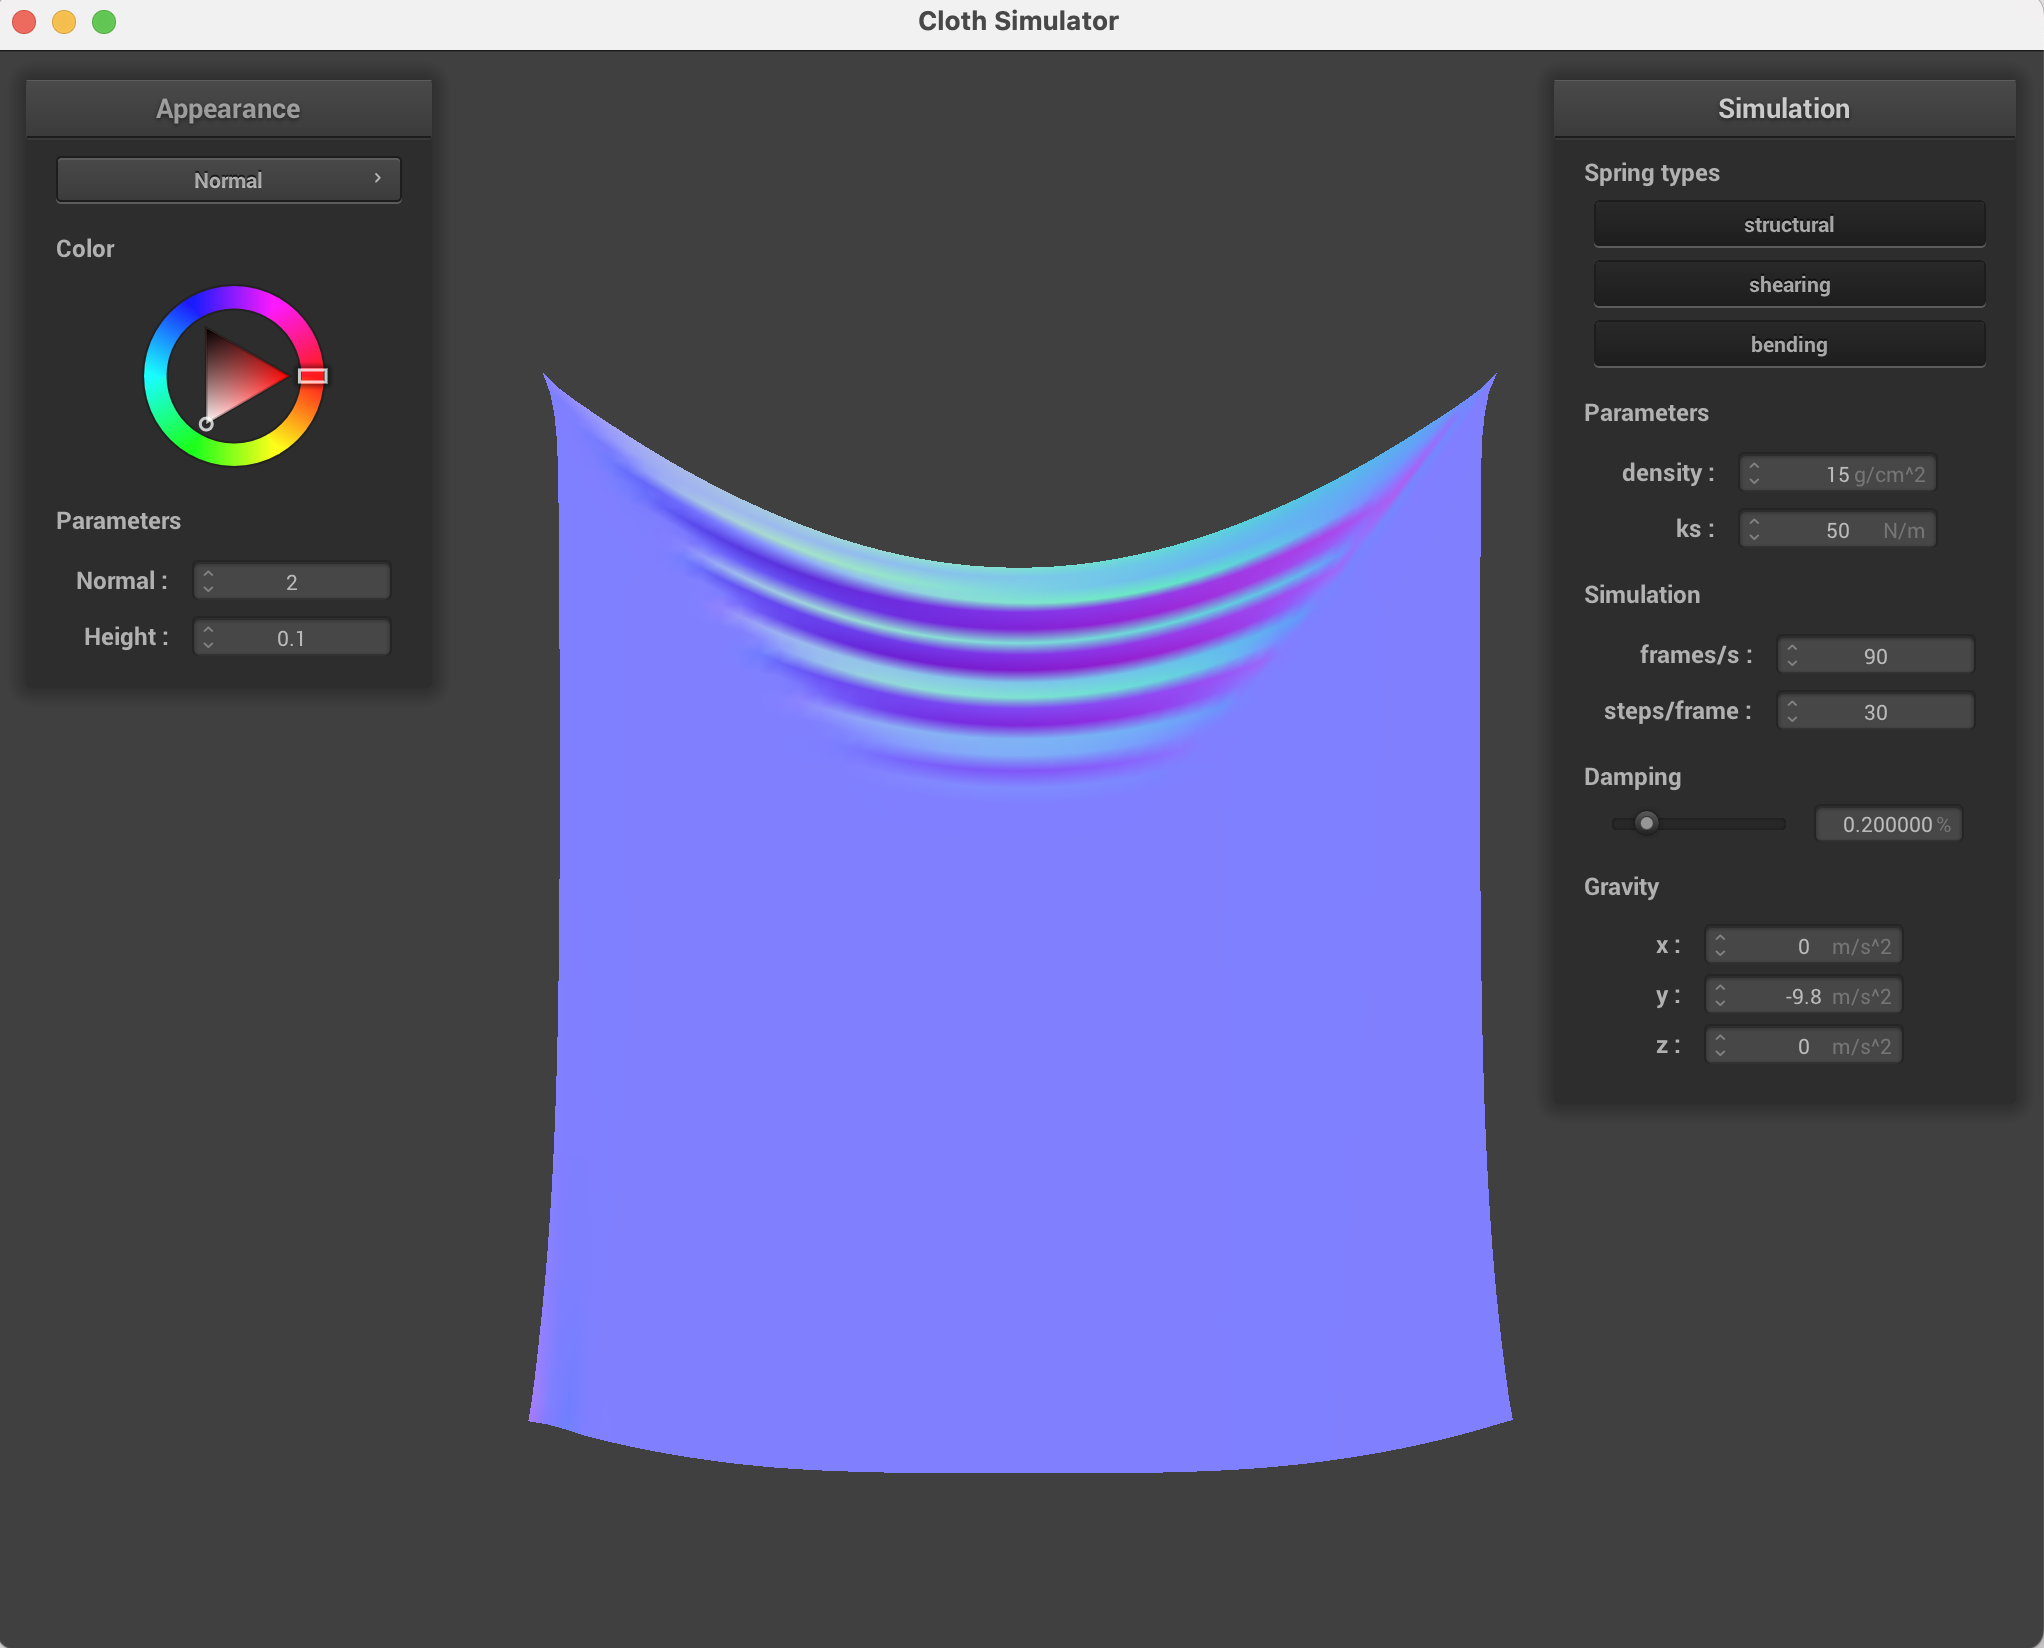 Cloth Simulator
Appearance
Normal
Color
Parameters
Normal : 2
Height : 0.1
Simulation
Spring types
structural
shearing
bending
Parameters
density : 15 g/cm^2
ks : 50 N/m
Simulation
frames/s : 90
steps/frame : 30
Damping
0.200000 %
Gravity
x : 0 m/s^2
y : -9.8 m/s^2
z : 0 m/s^2